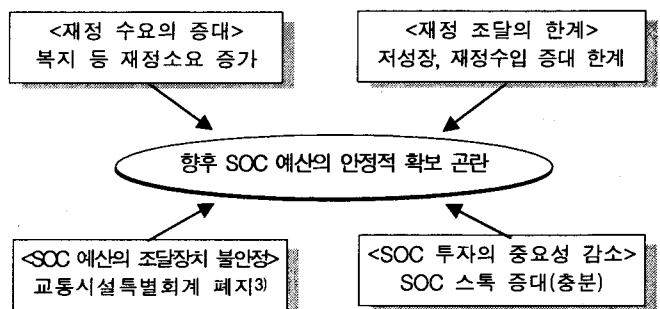 <재정 수요의 증대>
복지 등 재정소요 증가
<재정 조달의 한계>
저성장, 재정수입 증대 한계
향후 SOC 예산의 안정적 확보 곤란
<SOC 예산의 조달장치 불안정>
교통시설특별회계 폐지3)
<SOC 투자의 중요성 감소>
SOC 스톡 증대(충분)